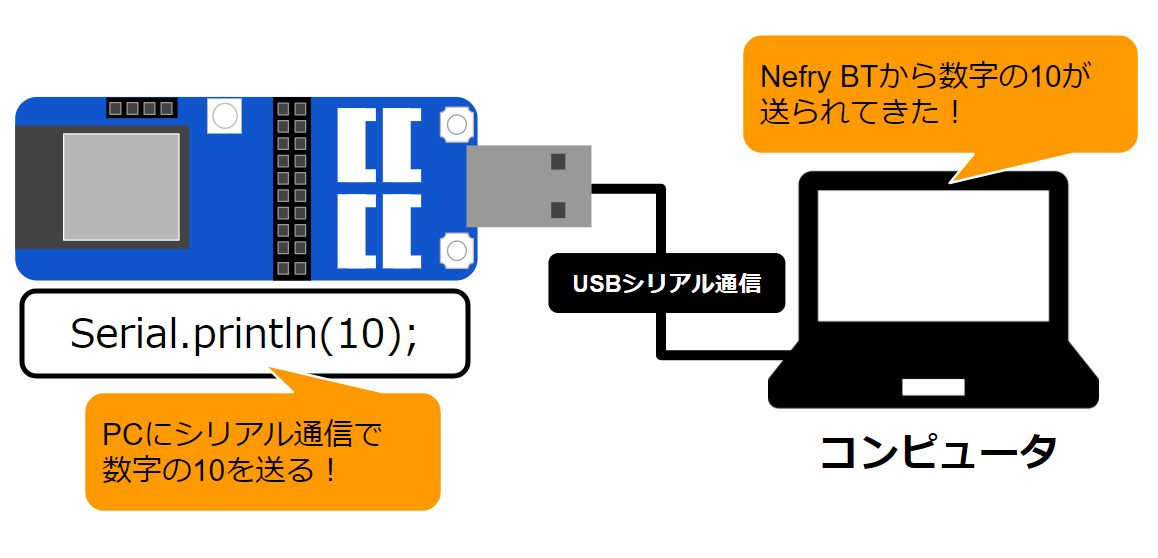 Nefry BTから数字の10が
送られてきた！
USBシリアル通信
Serial.println(10);
PCにシリアル通信で
数字の10を送る！
コンピュータ